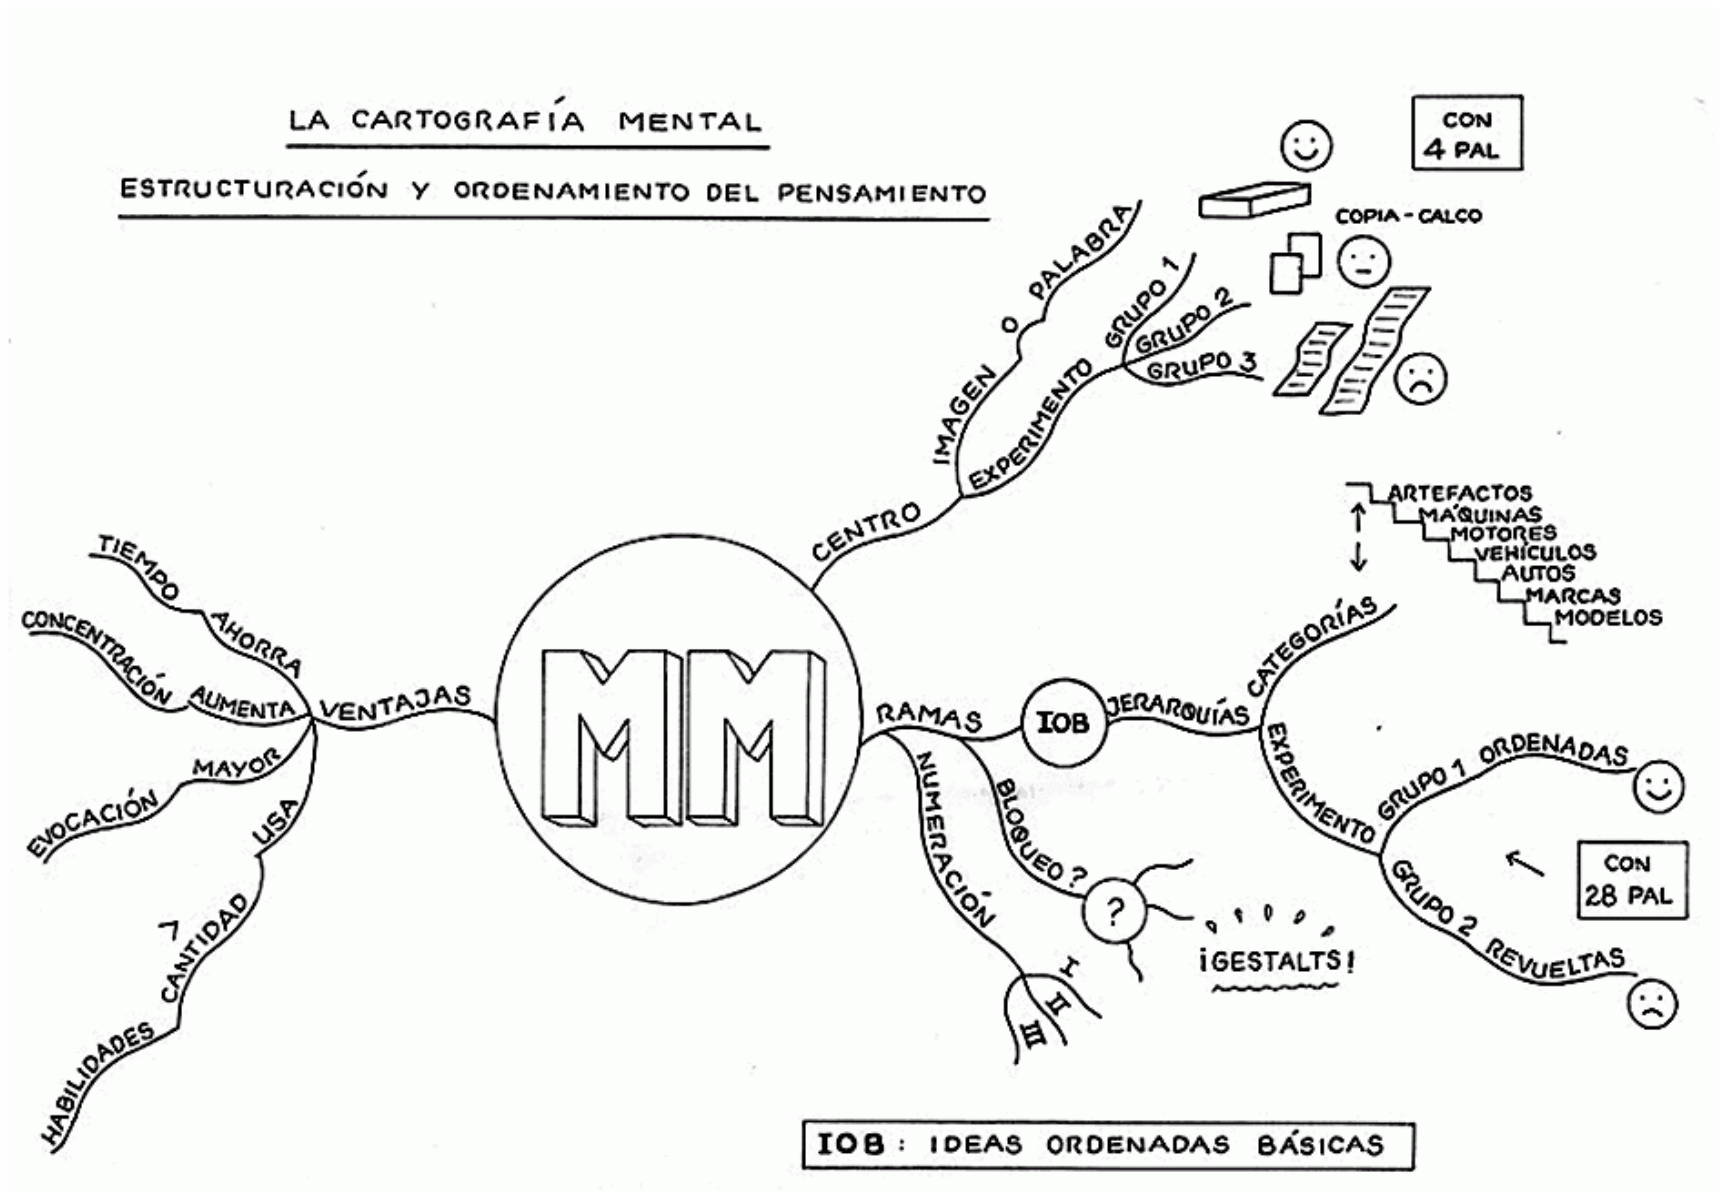 LA CARTOGRAFÍA MENTAL
ESTRUCTURACIÓN Y ORDENAMIENTO DEL PENSAMIENTO
CON
4 PAL
COPIA-CALCO
IMAGEN O PALABRA
GRUPO 1
GRUPO 2
GRUPO 3
EXPERIMENTO
CENTRO
ARTEFACTOS
MÁQUINAS
MOTORES
VEHÍCULOS
AUTOS
MARCAS
MODELOS
TIEMPO AHORRA
CONCENTRACIÓN AUMENTA
VENTAJAS
EVOCACIÓN MAYOR
USA
> CANTIDAD
HABILIDADES
MM
RAMAS
IOB
JERARQUÍAS
CATEGORÍAS
EXPERIMENTO
GRUPO 1 ORDENADAS
GRUPO 2 REVUELTAS
CON
28 PAL
BLOQUEO ?
?
¡GESTALTS!
NUMERACIÓN
I
II
III
IOB : IDEAS ORDENADAS BÁSICAS